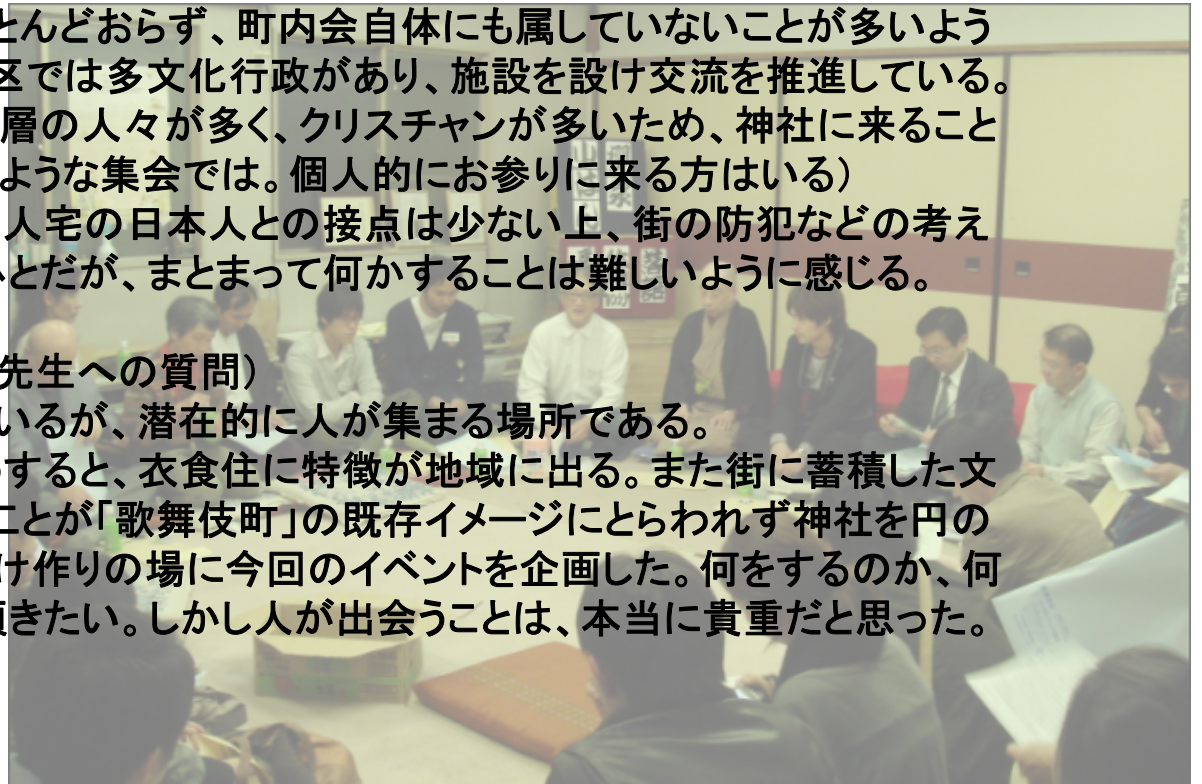 とんどおらず、町内会自体にも属していないことが多いよう
区では多文化行政があり、施設を設け交流を推進している。
層の人々が多く、クリスチャンが多いため、神社に来ること
ような集会では。個人的にお参りに来る方はいる）
人宅の日本人との接点は少ない上、街の防犯などの考え
とだが、まとまって何かすることは難しいように感じる。
先生への質問）
いるが、潜在的に人が集まる場所である。
すると、衣食住に特徴が地域に出る。また街に蓄積した文
ことが「歌舞伎町」の既存イメージにとらわれず神社を円の
け作りの場に今回のイベントを企画した。何をするのか、何
きたい。しかし人が出会うことは、本当に貴重だと思った。